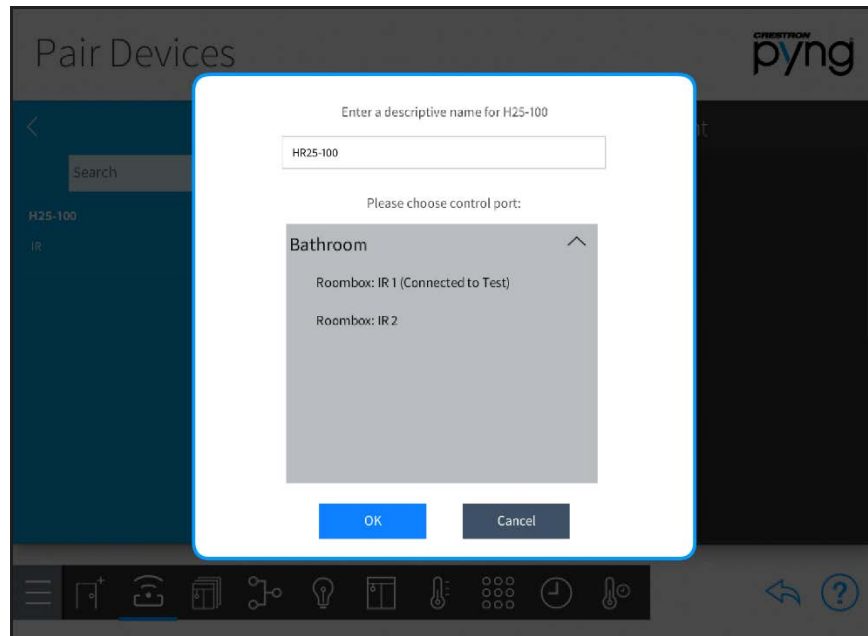 Pair Devices
CRESTRON
pyng
Enter a descriptive name for H25-100
HR25-100
Search
Please choose control port:
H25-100
IR
Bathroom
Roombox: IR 1 (Connected to Test)
Roombox: IR 2
OK
Cancel
?